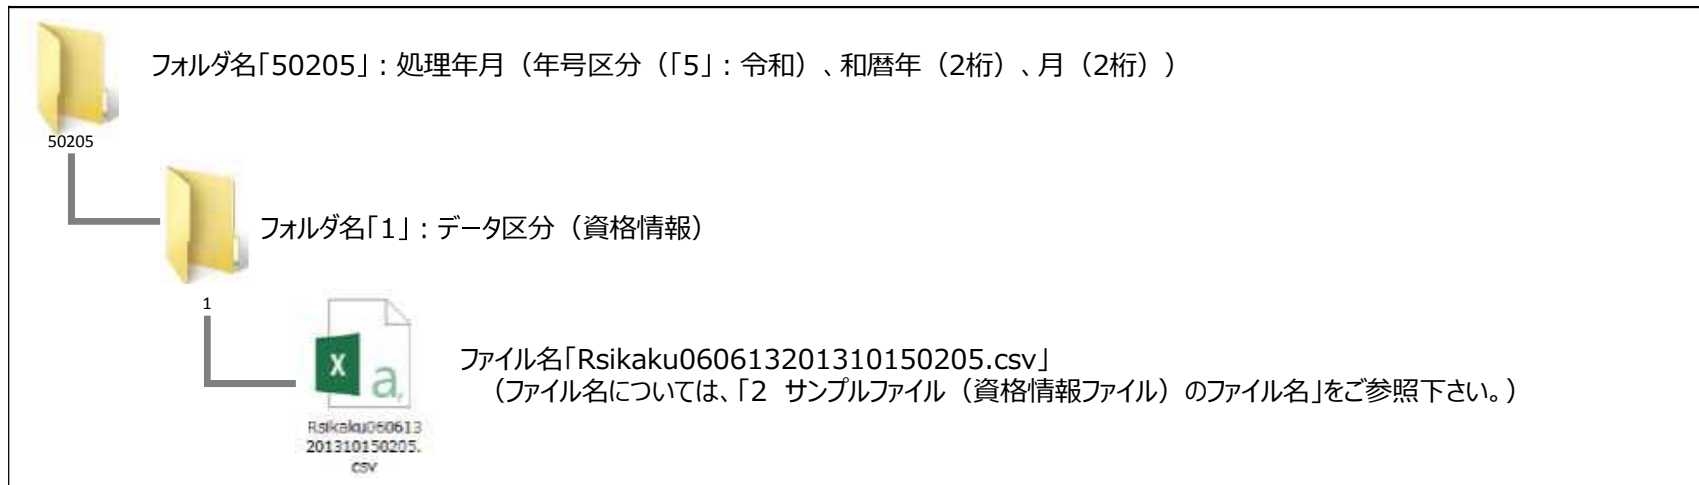 フォルダ名「50205」：処理年月（年号区分（「5」：令和）、和暦年（2桁）、月（2桁））
50205
フォルダ名「1」：データ区分（資格情報）
1
ファイル名「Rsikaku060613201310150205.csv」
（ファイル名については、「2　サンプルファイル（資格情報ファイル）のファイル名」をご参照下さい。）
X a,
Rsikaku060613
201310150205.
csv